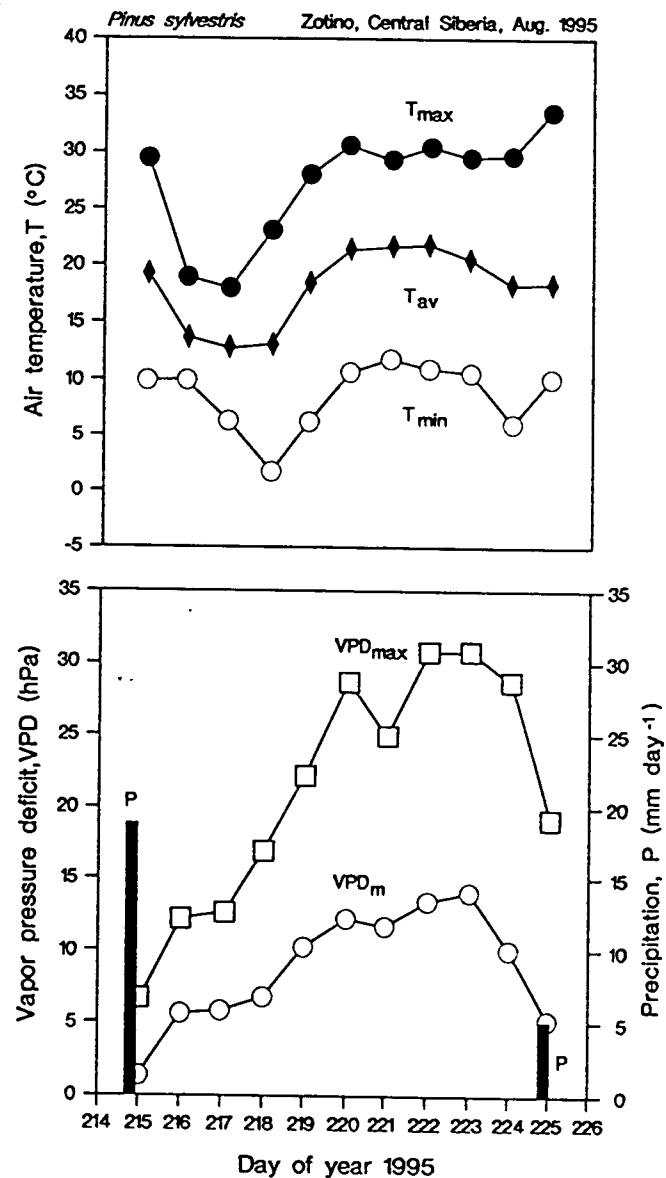 Pinus sylvestris Zotino, Central Siberia, Aug. 1995
Air temperature, T (°C)
40
35
30
25
20
15
10
5
0
-5
Tmax
Tav
Tmin
Vapor pressure deficit, VPD (hPa)
35
30
25
20
15
10
5
0
VPDmax
P
VPDm
P
Precipitation, P (mm day-1)
35
30
25
20
15
10
5
0
214 215 216 217 218 219 220 221 222 223 224 225 226
Day of year 1995